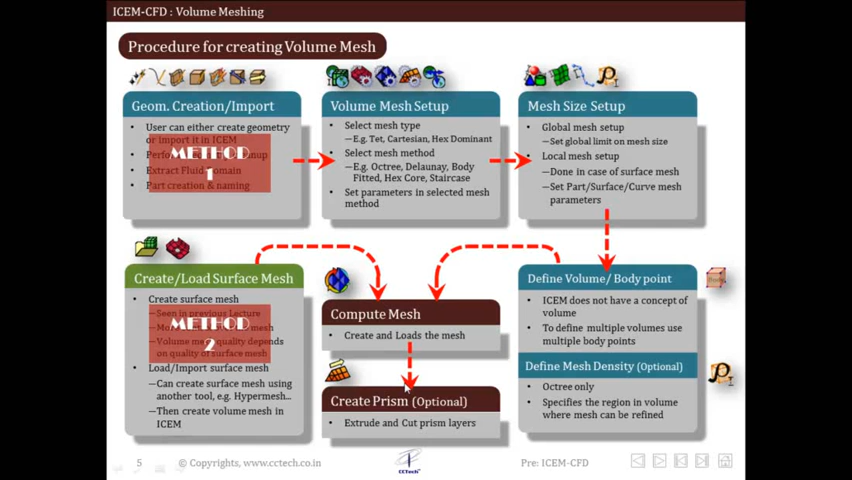 ICEM-CFD : Volume Meshing
Procedure for creating Volume Mesh
Geom. Creation/Import
• User can either create geometry
or import it in ICEM
• Extract Fluid Domain
• Part creation & naming
METHOD
1
Volume Mesh Setup
• Select mesh type
—E.g. Tet, Cartesian, Hex Dominant
• Select mesh method
—E.g. Octree, Delaunay, Body
Fitted, Hex Core, Staircase
• Set parameters in selected mesh
method
Mesh Size Setup
• Global mesh setup
—Set global limit on mesh size
• Local mesh setup
—Done in case of surface mesh
—Set Part/Surface/Curve mesh
parameters
Create/Load Surface Mesh
• Create surface mesh
—Seen in previous Lecture
mesh
—Volume mesh quality depends
on quality of surface mesh
METHOD
2
• Load/Import surface mesh
—Can create surface mesh using
another tool, e.g. Hypermesh...
—Then create volume mesh in
ICEM
Compute Mesh
• Create and Loads the mesh
Create Prism (Optional)
• Extrude and Cut prism layers
Define Volume/ Body point
• ICEM does not have a concept of
volume
• To define multiple volumes use
multiple body points
Define Mesh Density (Optional)
• Octree only
• Specifies the region in volume
where mesh can be refined
5
© Copyrights, www.cctech.co.in
CCTech
Pre: ICEM-CFD